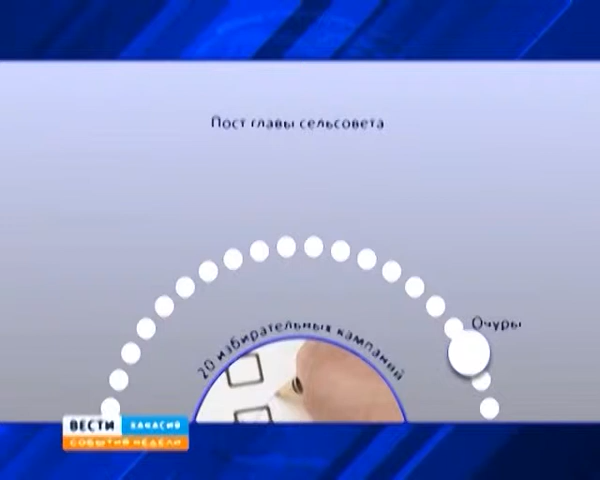 Пост главы сельсовета
Очуры
20 избирательных кампаний
ВЕСТИ ХАКАСИЯ
СОБЫТИЯ НЕДЕЛИ